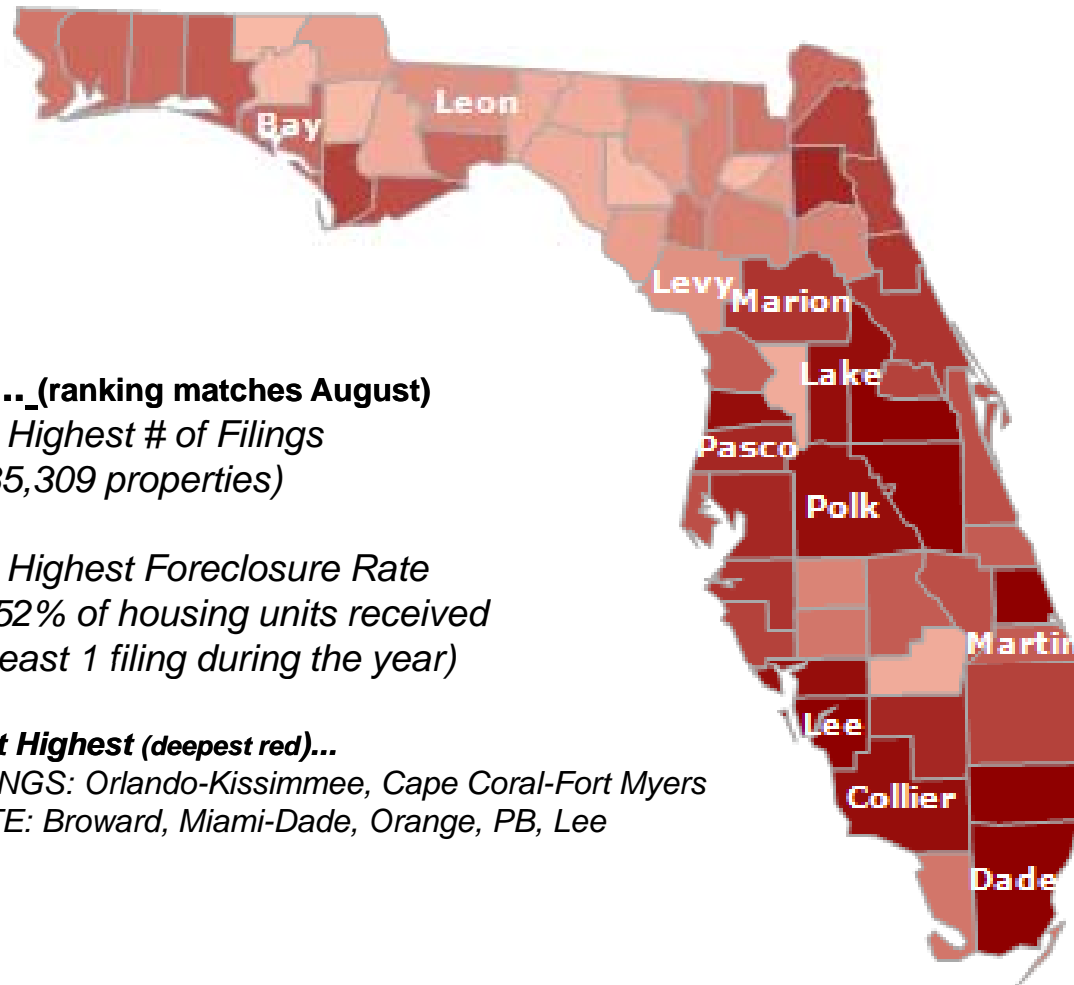 Leon
Bay
Levy
Marion
Lake
.. (ranking matches August)
Highest # of Filings
Pasco
35,309 properties)
Polk
Highest Foreclosure Rate
52% of housing units received
east 1 filing during the year)
Martin
t Highest (deepest red)...
Lee
NGS: Orlando-Kissimmee, Cape Coral-Fort Myers
Collier
TE: Broward, Miami-Dade, Orange, PB, Lee
Dade